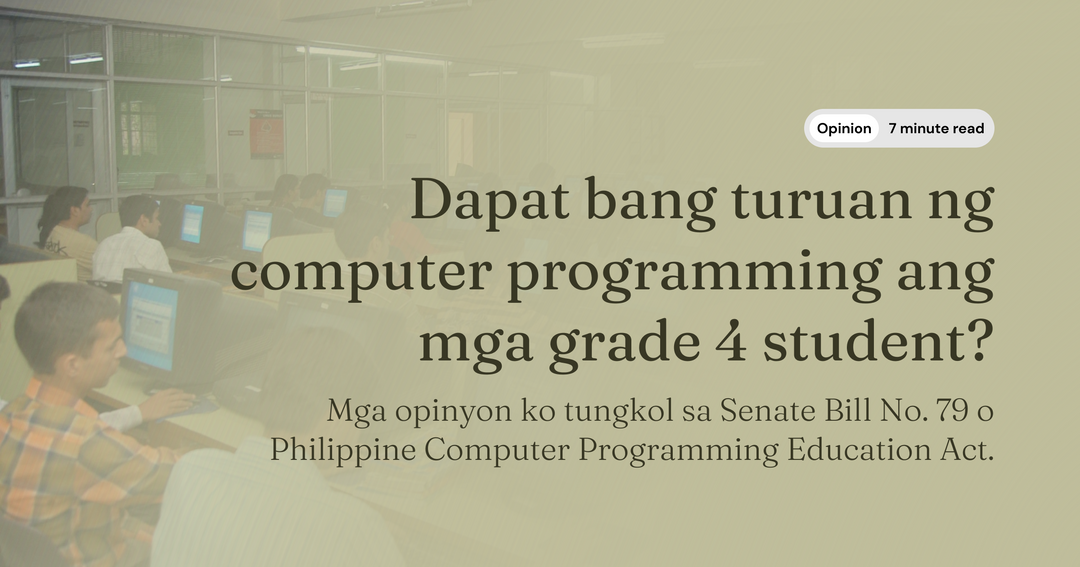 Opinion 7 minute read
Dapat bang turuan ng
computer programming ang
mga grade 4 student?
Mga opinyon ko tungkol sa Senate Bill No. 79 o
Philippine Computer Programming Education Act.